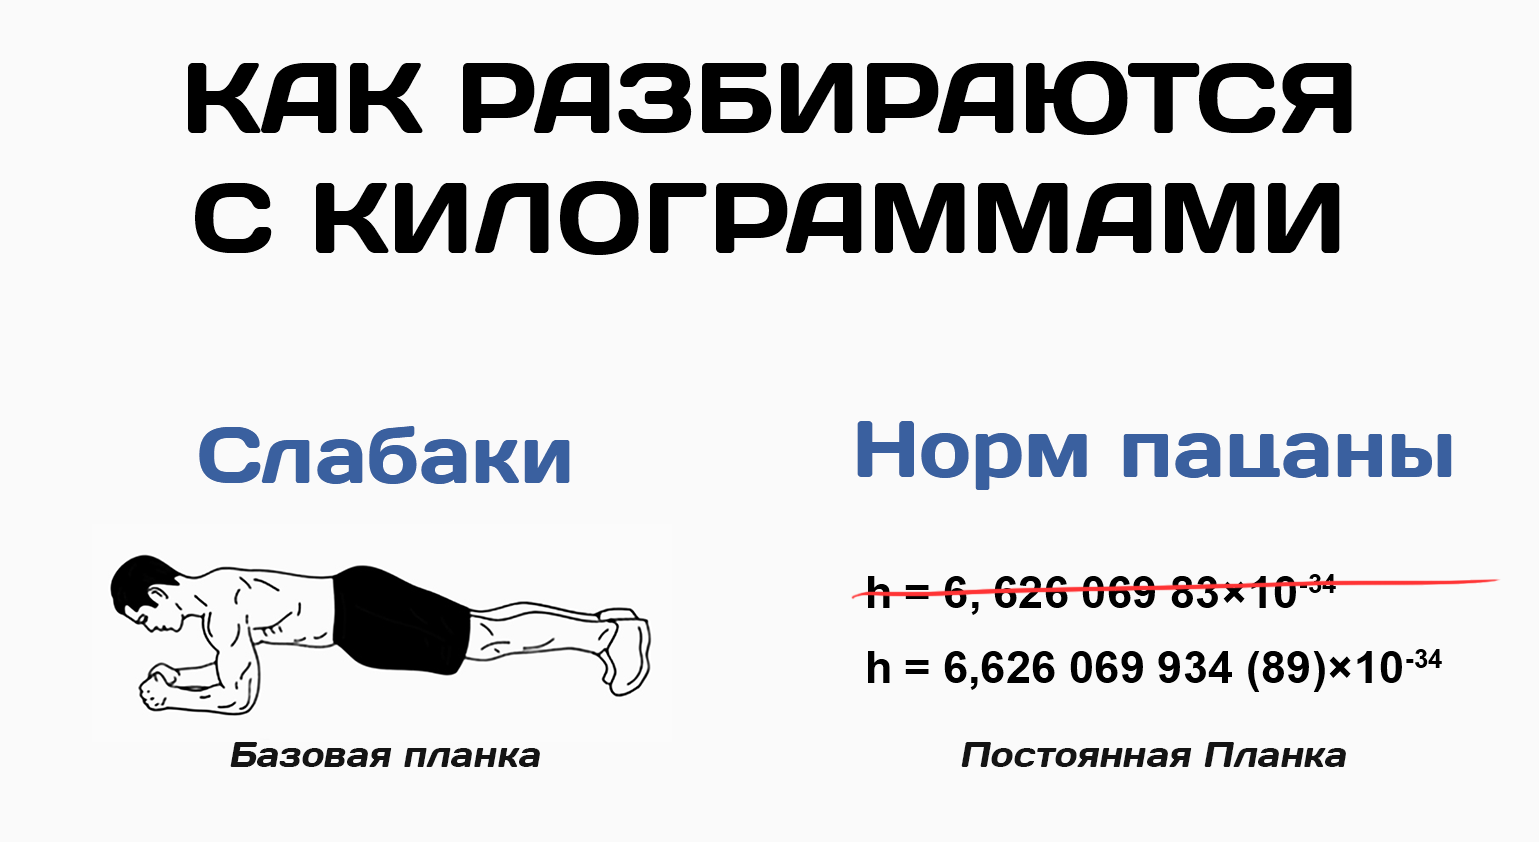 КАК РАЗБИРАЮТСЯ
С КИЛОГРАММАМИ
Слабаки
Норм пацаны
h = 6, 626 069 83×10⁻³⁴
h = 6,626 069 934 (89)×10⁻³⁴
Базовая планка
Постоянная Планка